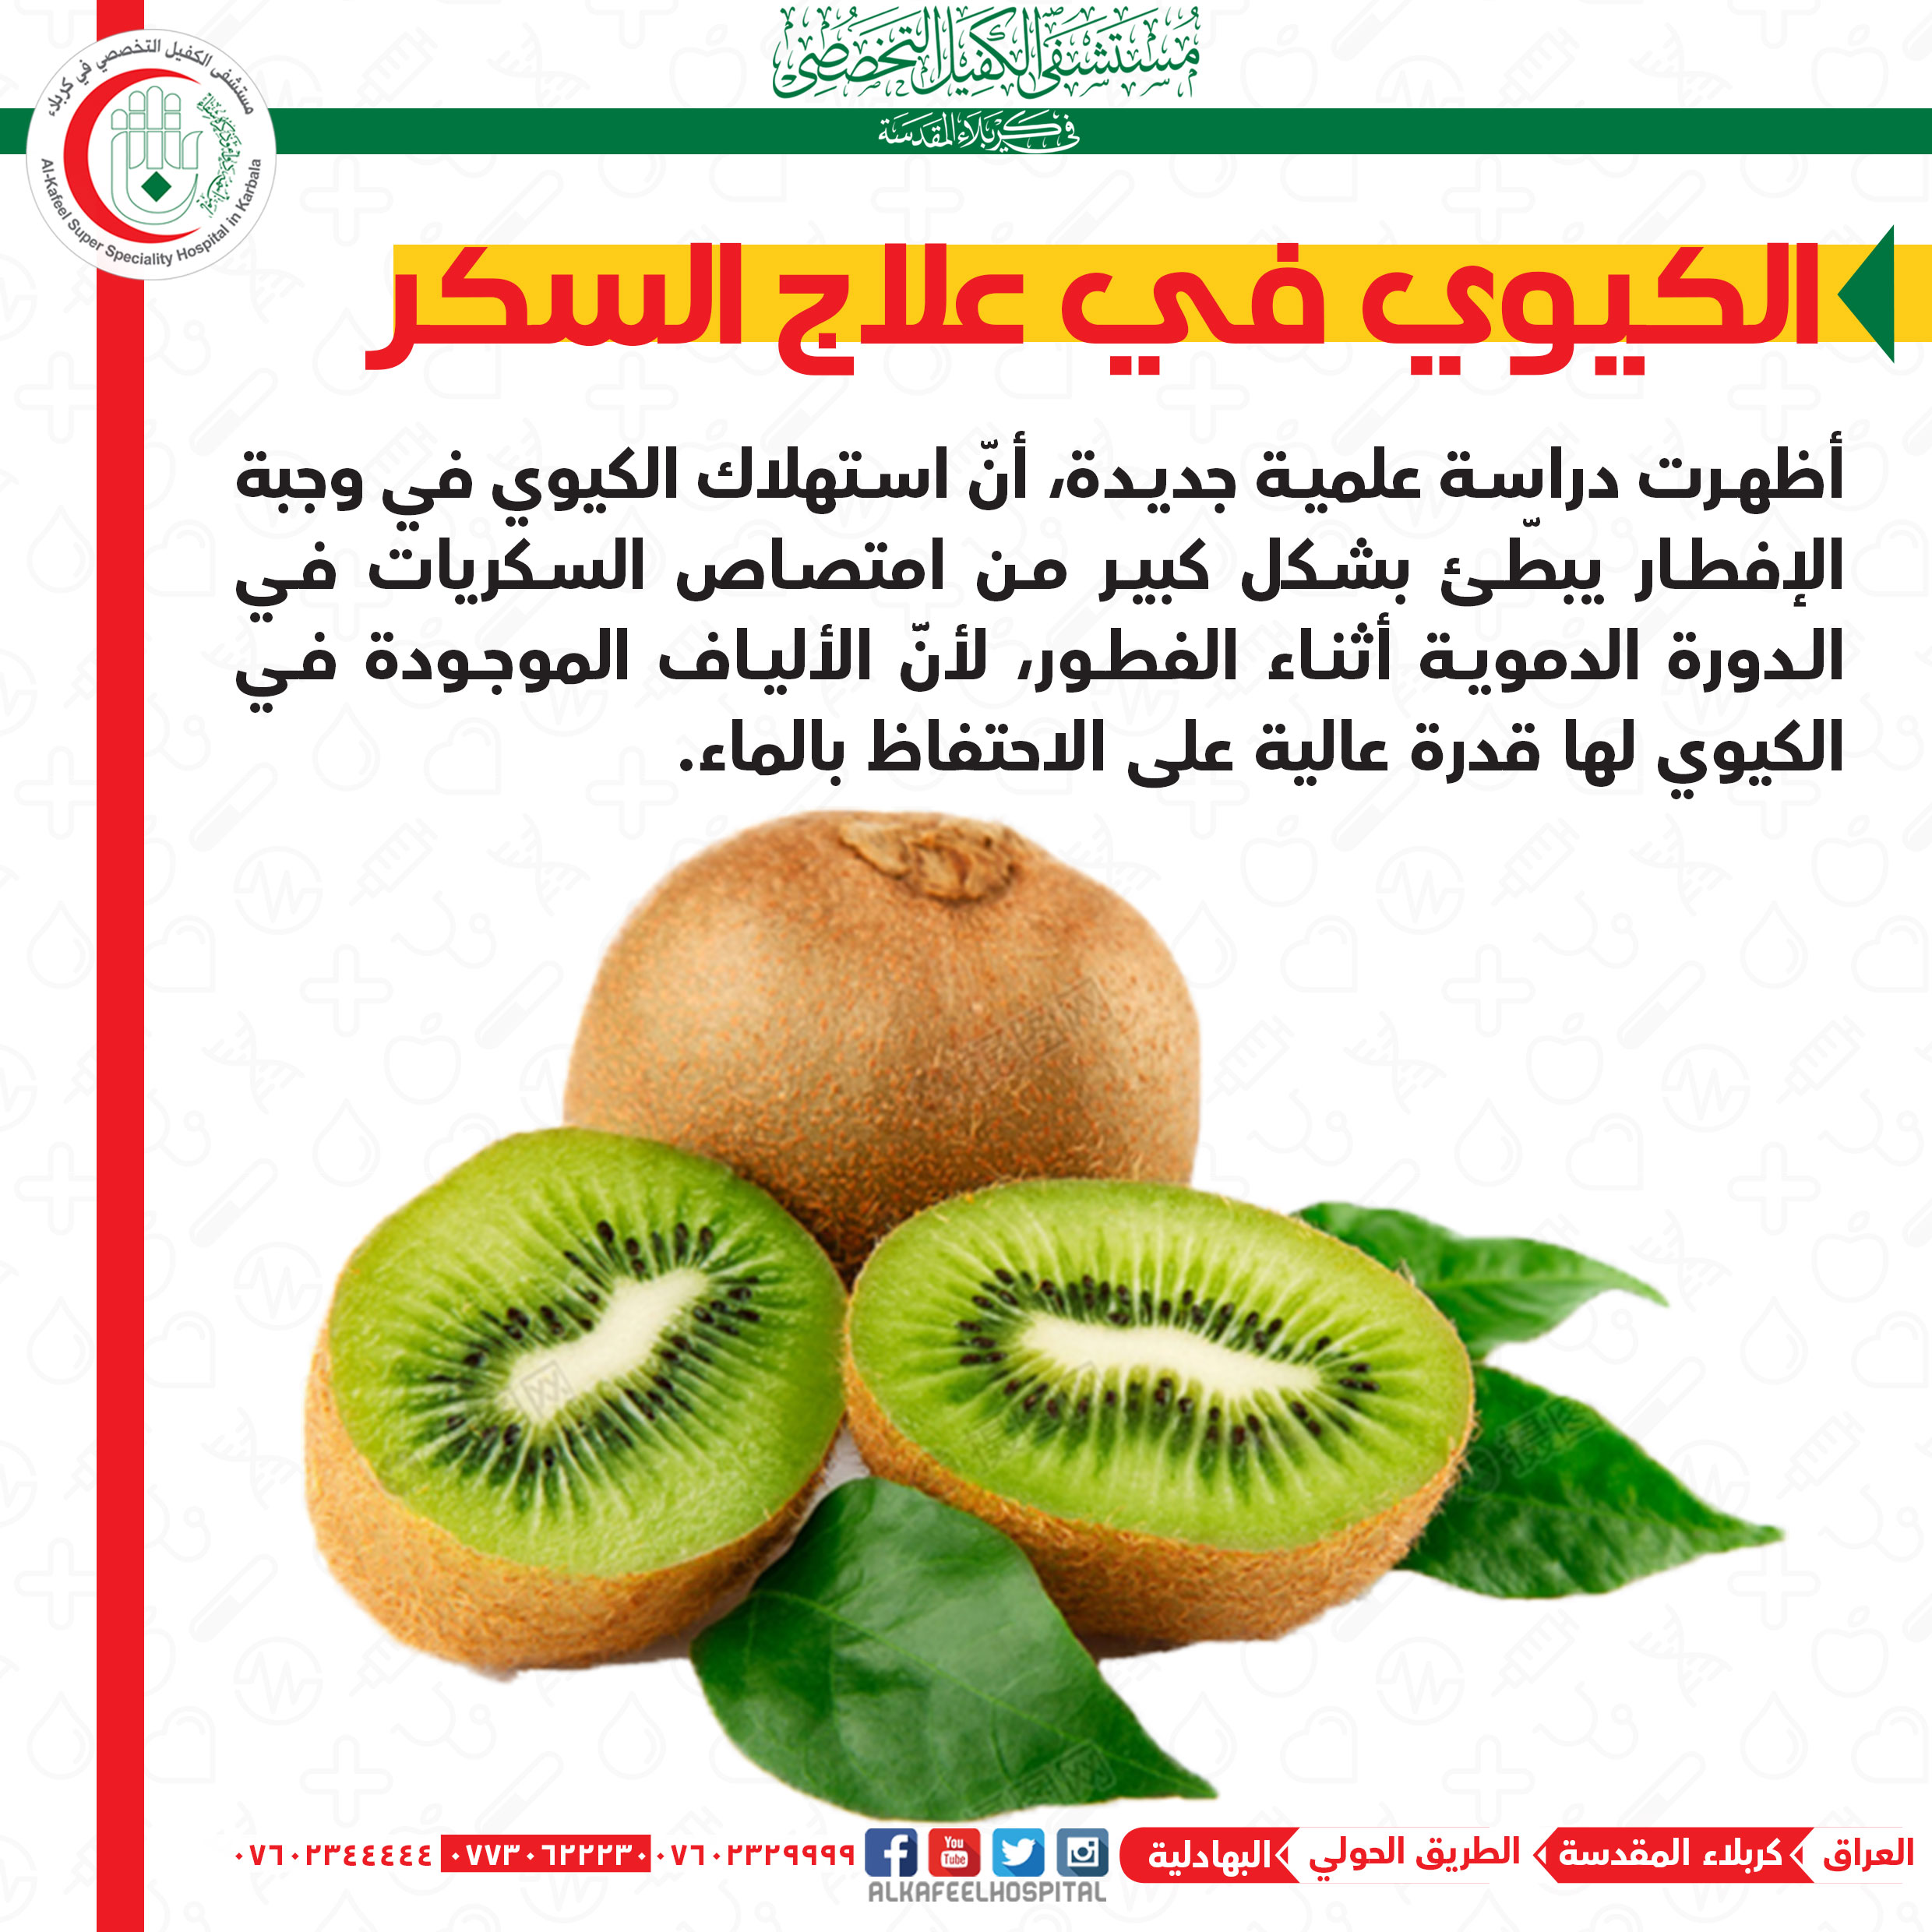 مستشفى الكفيل التخصصي
في كربلاء المقدسة
مستشفى الكفيل التخصصي في كربلاء
Al-Kafeel Super Speciality Hospital in Karbala
الكيوي في علاج السكر
أظهرت دراسة علمية جديدة، أنّ استهلاك الكيوي في وجبة
الإفطار يبطّئ بشكل كبير من امتصاص السكريات في
الدورة الدموية أثناء الفطور، لأنّ الألياف الموجودة في
الكيوي لها قدرة عالية على الاحتفاظ بالماء.
العراق كربلاء المقدسة الطريق الحولي البهادلية
You Tube
ALKAFEELHOSPITAL
٠٧٦٠٢٣٢٩٩٩٩ ٠٧٧٣٠٦٢٢٢٣٠ ٠٧٦٠٢٣٤٤٤٤٤